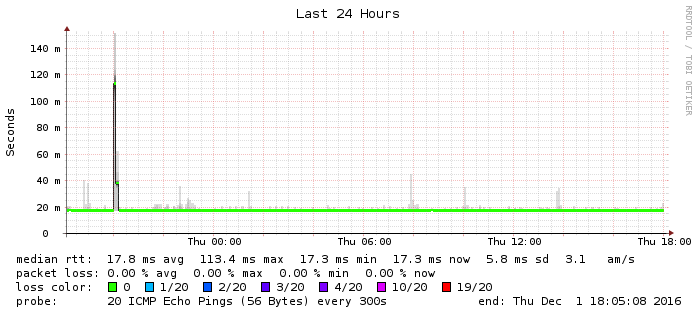 Last 24 Hours
RRDTOOL / TOBI OETIKER
Seconds
140 m
120 m
100 m
80 m
60 m
40 m
20 m
0
Thu 00:00 Thu 06:00 Thu 12:00 Thu 18:00
median rtt: 17.8 ms avg 113.4 ms max 17.3 ms min 17.3 ms now 5.8 ms sd 3.1 am/s
packet loss: 0.00 % avg 0.00 % max 0.00 % min 0.00 % now
loss color: 0 1/20 2/20 3/20 4/20 10/20 19/20
probe: 20 ICMP Echo Pings (56 Bytes) every 300s end: Thu Dec 1 18:05:08 2016